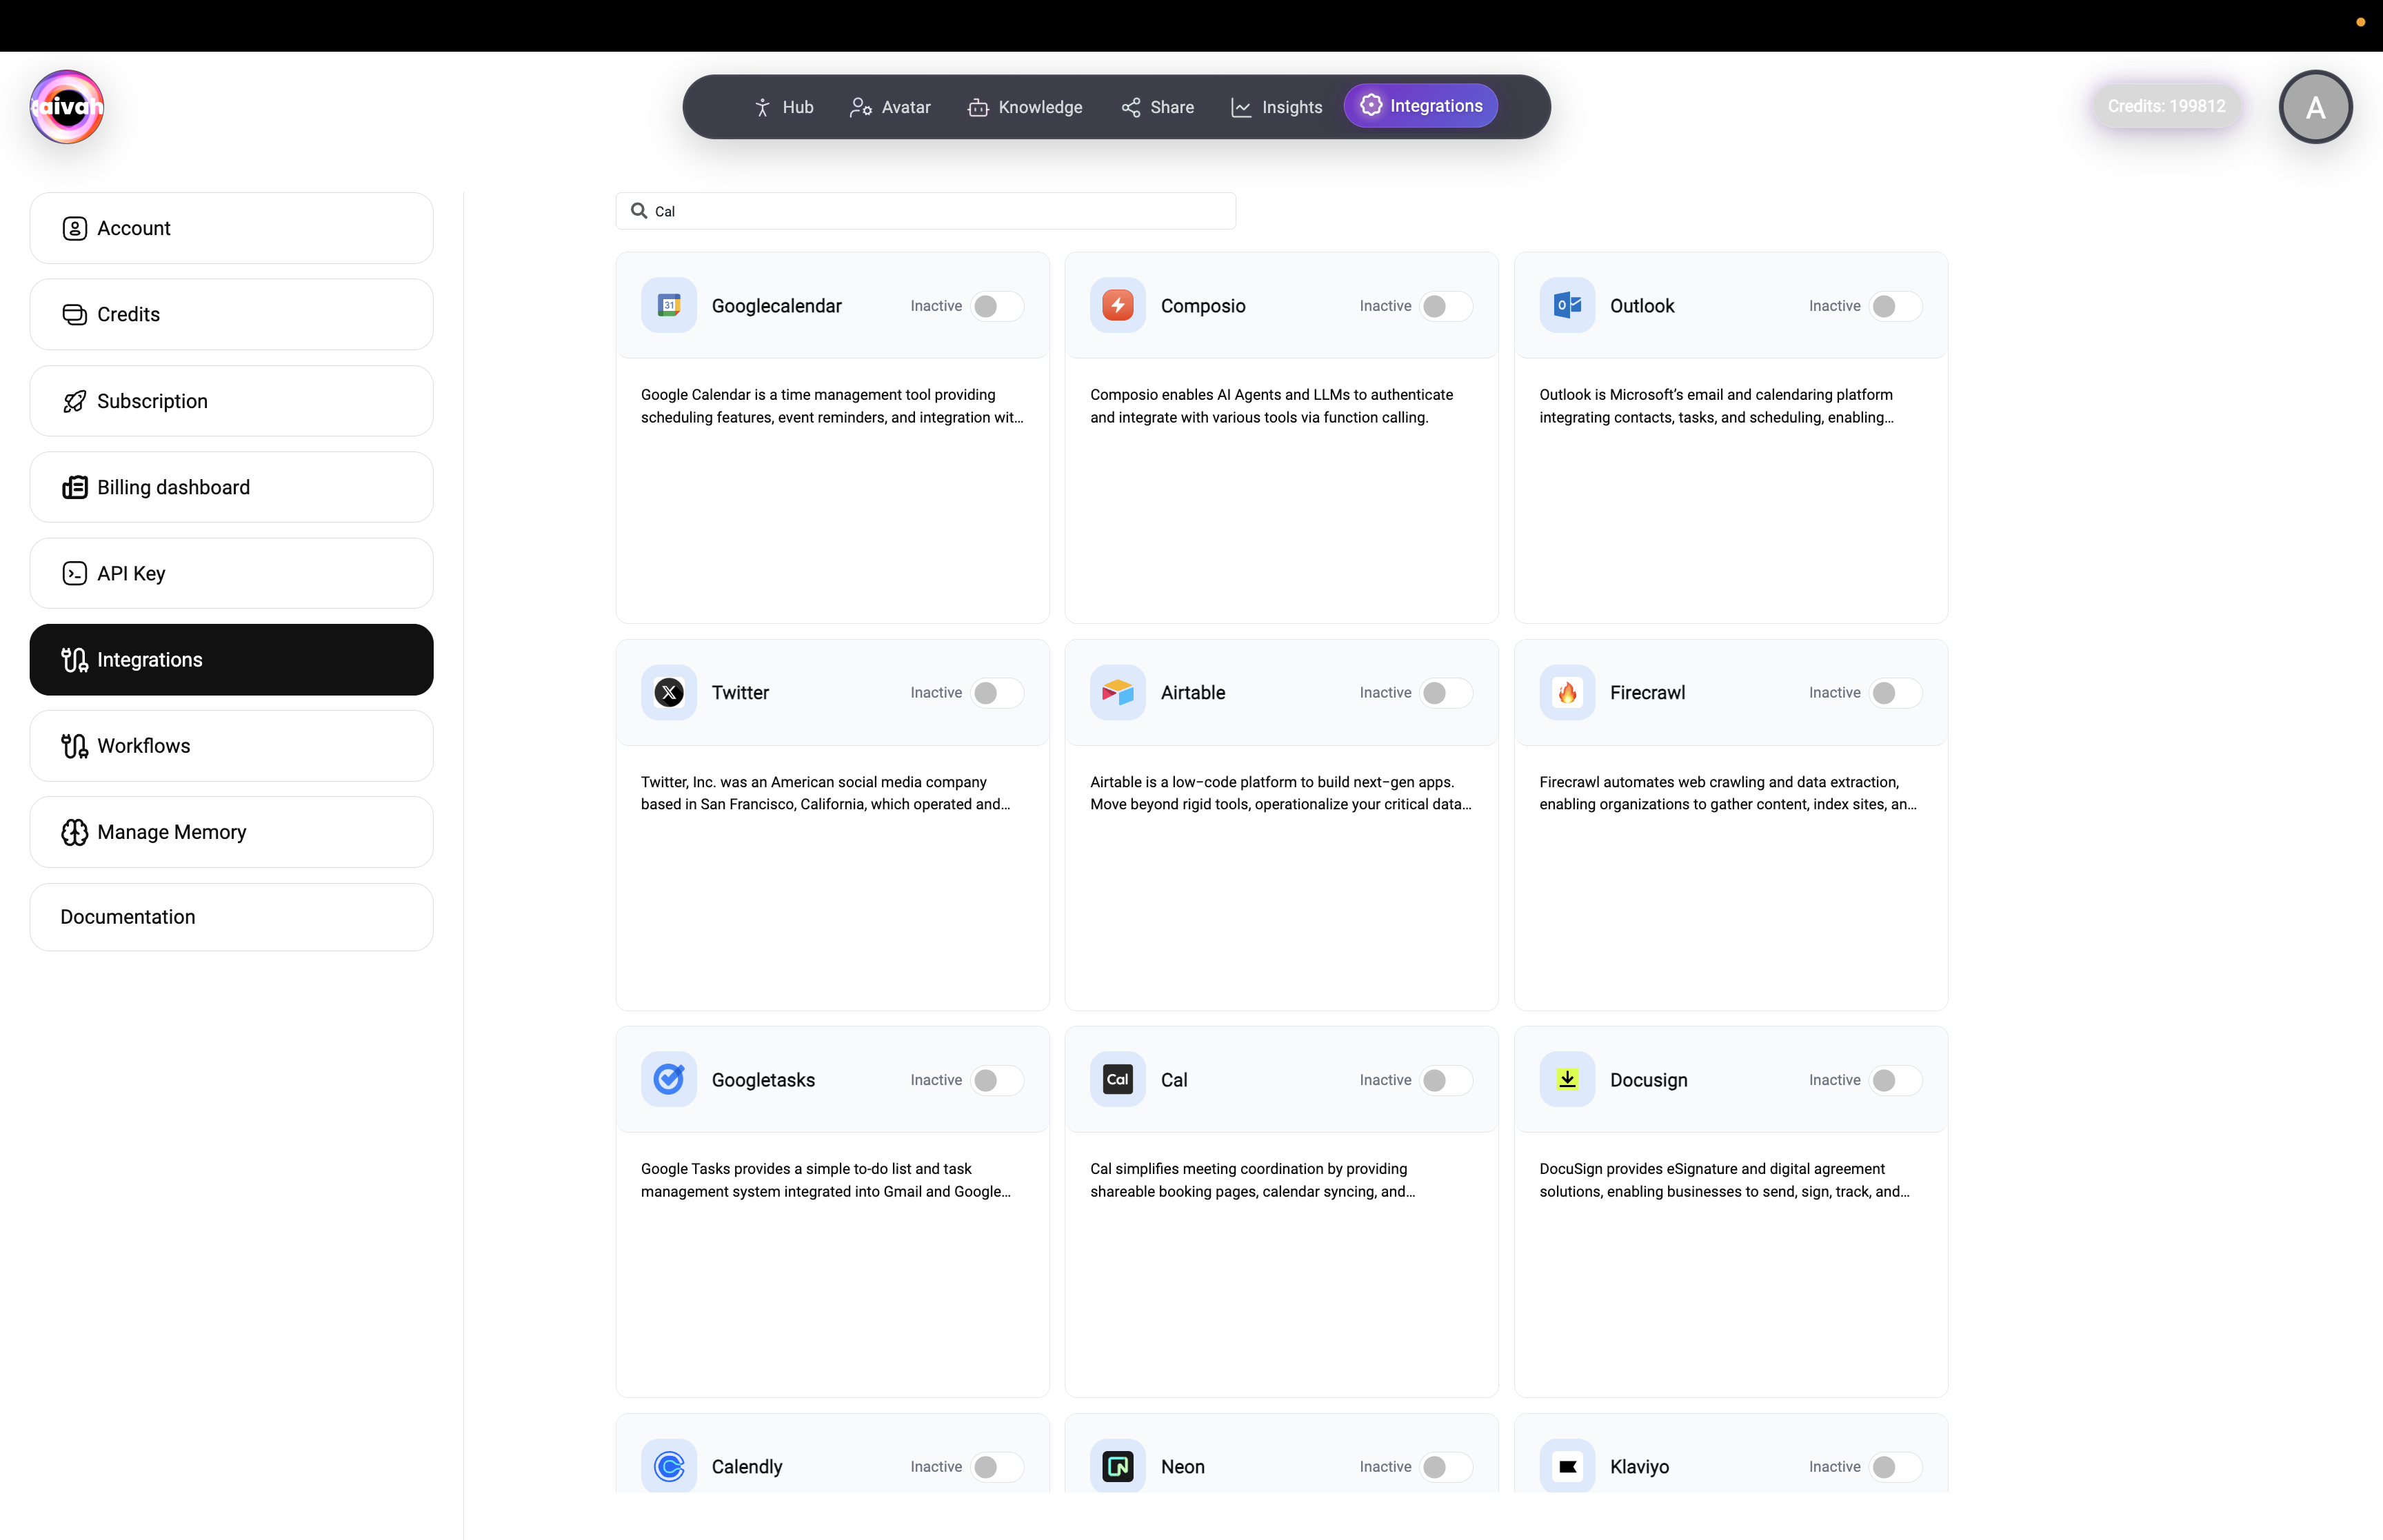 aivah
Hub
Avatar
Knowledge
Share
Insights
Integrations
Credits: 199812
A
Account
Credits
Subscription
Billing dashboard
API Key
Integrations
Workflows
Manage Memory
Documentation
Cal
31
Googlecalendar
Inactive
Google Calendar is a time management tool providing
scheduling features, event reminders, and integration wit...
Composio
Inactive
Composio enables AI Agents and LLMs to authenticate
and integrate with various tools via function calling.
Outlook
Inactive
Outlook is Microsoft’s email and calendaring platform
integrating contacts, tasks, and scheduling, enabling...
Twitter
Inactive
Twitter, Inc. was an American social media company
based in San Francisco, California, which operated and...
Airtable
Inactive
Airtable is a low-code platform to build next-gen apps.
Move beyond rigid tools, operationalize your critical data...
Firecrawl
Inactive
Firecrawl automates web crawling and data extraction,
enabling organizations to gather content, index sites, an...
Googletasks
Inactive
Google Tasks provides a simple to-do list and task
management system integrated into Gmail and Google...
Cal
Cal
Inactive
Cal simplifies meeting coordination by providing
shareable booking pages, calendar syncing, and...
Docusign
Inactive
DocuSign provides eSignature and digital agreement
solutions, enabling businesses to send, sign, track, and...
Calendly
Inactive
Neon
Inactive
Klaviyo
Inactive